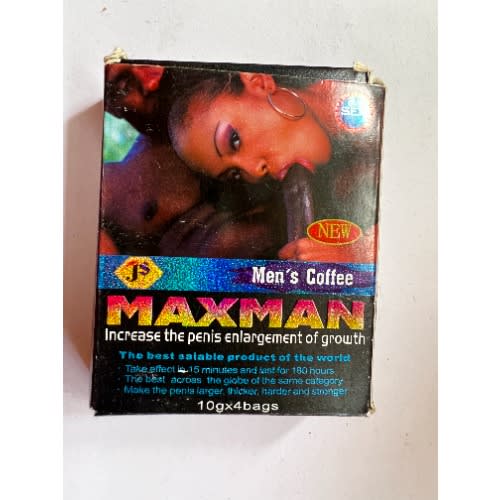 NEW
JS
Men's Coffee
MAXMAN
Increase the penis enlargement of growth
The best salable product of the world
Take effect in 15 minutes and last for 180 hours
The best across the globe of the same category
Make the penis larger, thicker, harder and stronger
10gx4bags